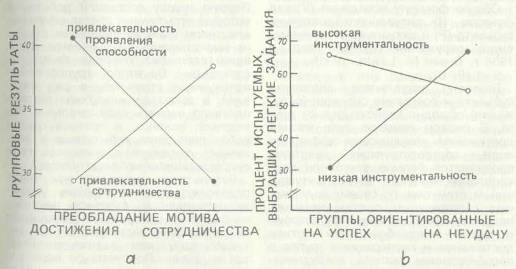 ГРУППОВЫЕ РЕЗУЛЬТАТЫ
40
35
30
привлекательность
проявления
способности
привлекательность
сотрудничества
ПРЕОБЛАДАНИЕ МОТИВА
ДОСТИЖЕНИЯ СОТРУДНИЧЕСТВА
а
ПРОЦЕНТ ИСПЫТУЕМЫХ,
ВЫБРАВШИХ ЛЕГКИЕ ЗАДАНИЯ
70
60
50
40
30
высокая
инструментальность
низкая инструментальность
ГРУППЫ, ОРИЕНТИРОВАННЫЕ
НА УСПЕХ НА НЕУДАЧУ
b